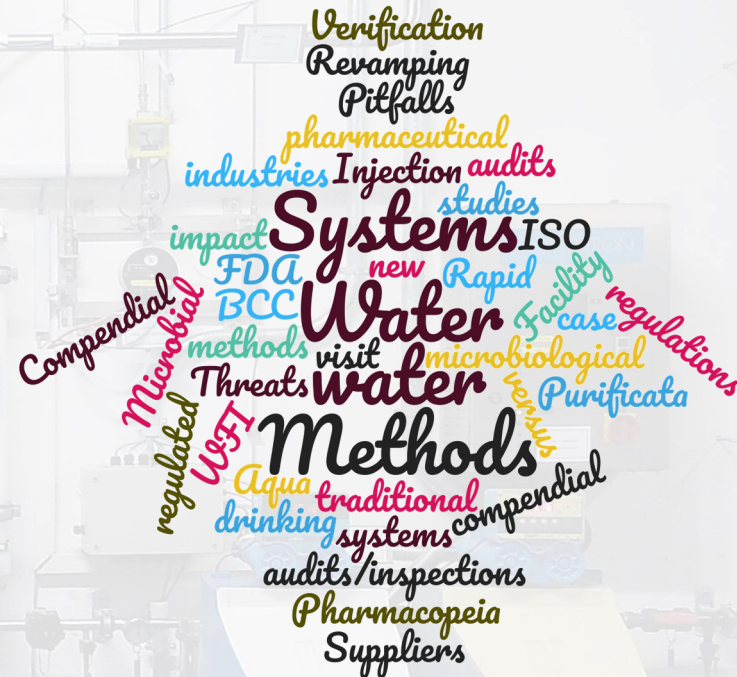 Verification
Revamping
Pitfalls
pharmaceutical
industries Injection audits
studies
impact Systems ISO
FDA new Rapid Facility
BCC Water case regulations
Compendial Microbial
methods visit microbiological
Threats water versus Purificata
regulated WFI
Methods
Aqua traditional compendial
drinking systems
audits/inspections
Pharmacopeia
Suppliers